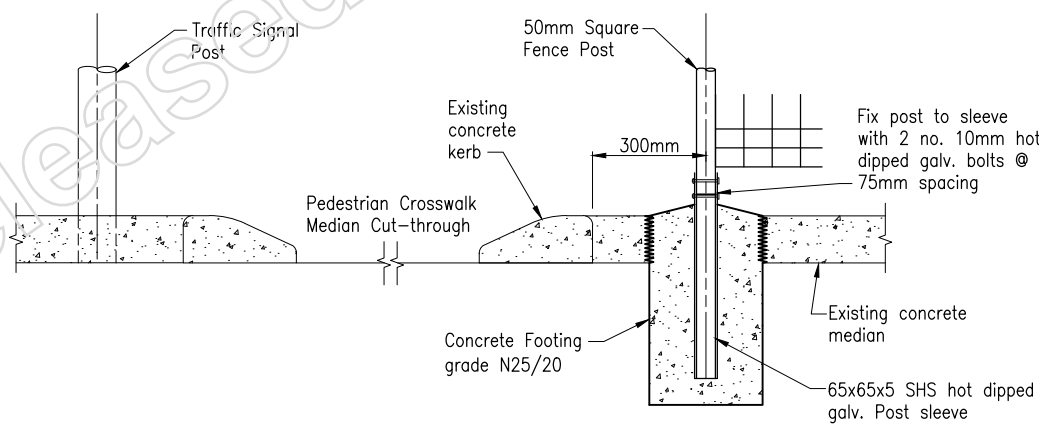 Traffic Signal
Post
50mm Square
Fence Post
Existing
concrete
kerb
300mm
Fix post to sleeve
with 2 no. 10mm hot
dipped galv. bolts @
75mm spacing
Pedestrian Crosswalk
Median Cut-through
Concrete Footing
grade N25/20
Existing concrete
median
65x65x5 SHS hot dipped
galv. Post sleeve